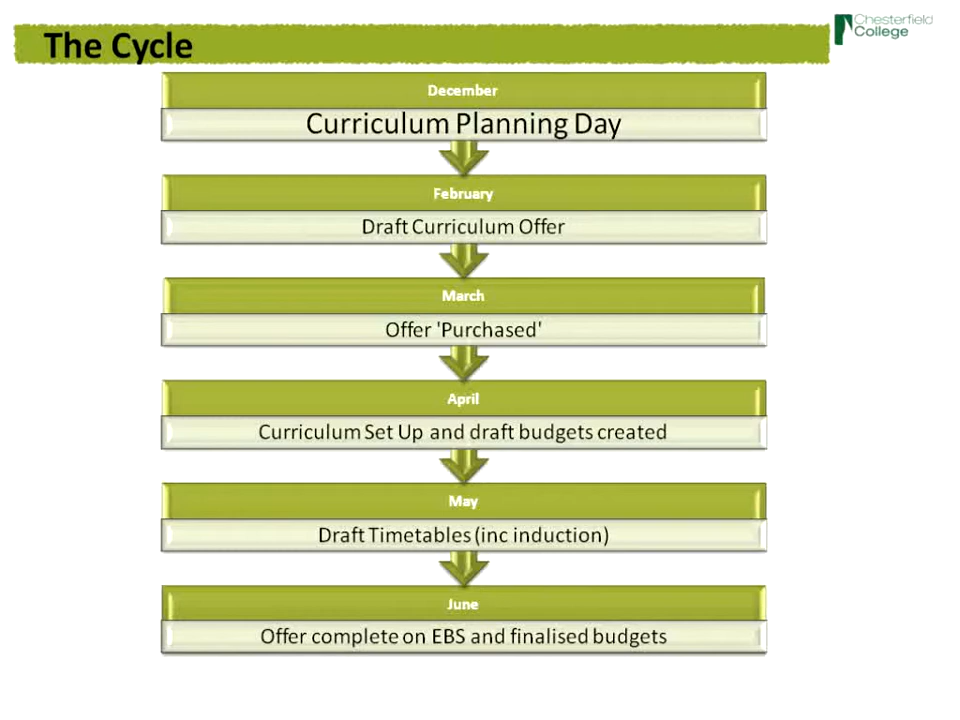 The Cycle
Chesterfield
College
December
Curriculum Planning Day
February
Draft Curriculum Offer
March
Offer 'Purchased'
April
Curriculum Set Up and draft budgets created
May
Draft Timetables (inc induction)
June
Offer complete on EBS and finalised budgets